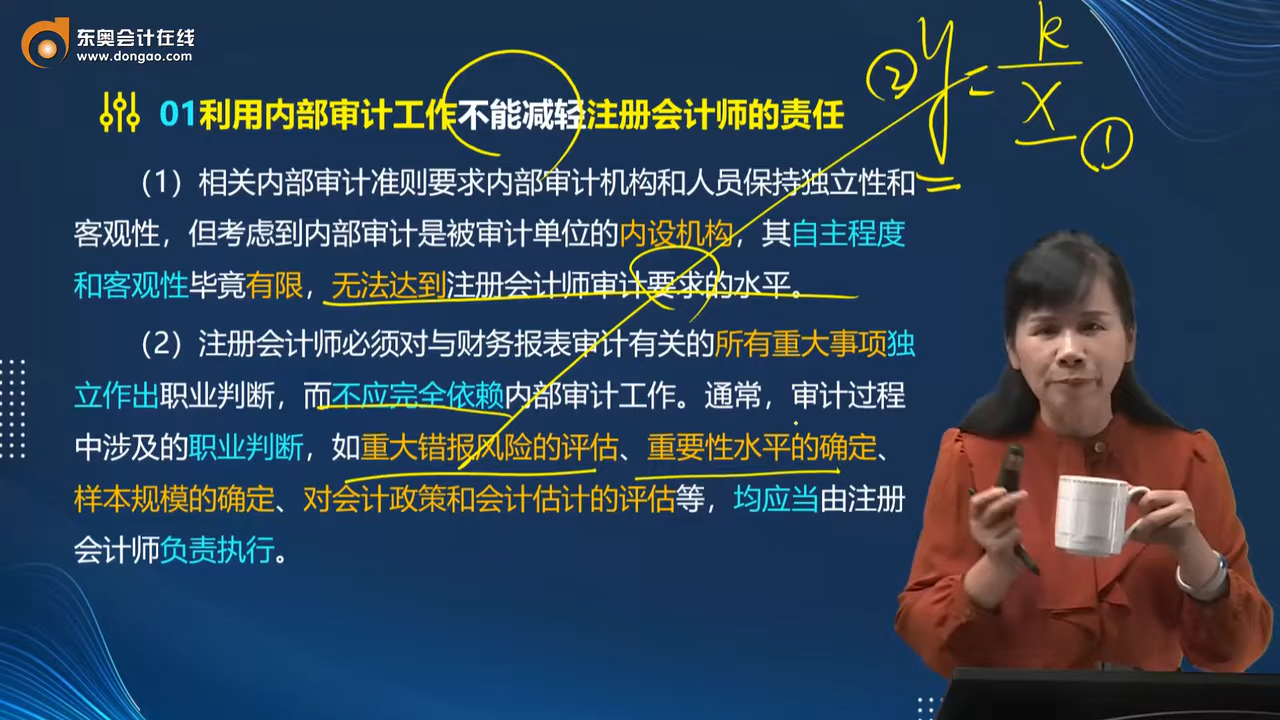 东奥会计在线
www.dongao.com
01利用内部审计工作不能减轻注册会计师的责任
（1）相关内部审计准则要求内部审计机构和人员保持独立性和
客观性，但考虑到内部审计是被审计单位的内设机构，其自主程度
和客观性毕竟有限，无法达到注册会计师审计要求的水平。
（2）注册会计师必须对与财务报表审计有关的所有重大事项独
立作出职业判断，而不应完全依赖内部审计工作。通常，审计过程
中涉及的职业判断，如重大错报风险的评估、重要性水平的确定、
样本规模的确定、对会计政策和会计估计的评估等，均应当由注册
会计师负责执行。
② y = k
x ①